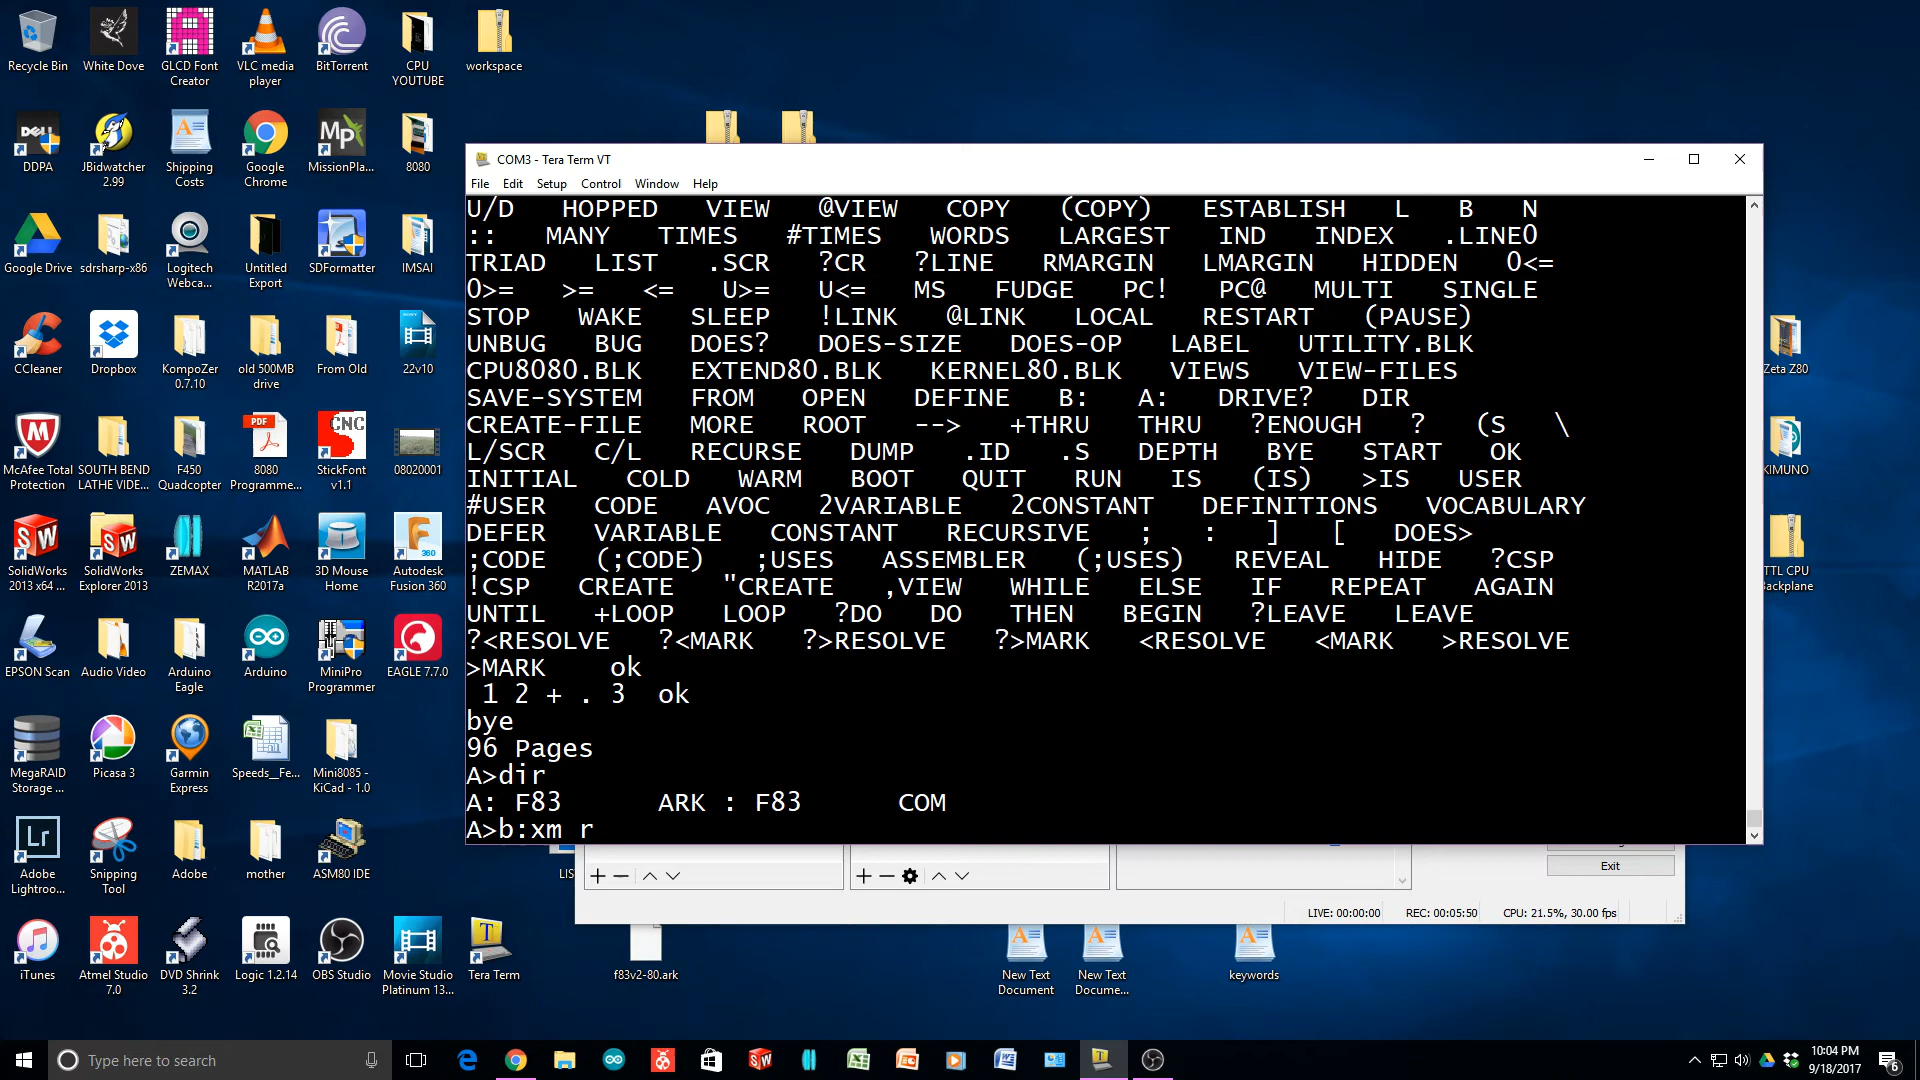 Recycle Bin
White Dove
GLCD Font
Creator
VLC media
player
BitTorrent
CPU
YOUTUBE
workspace
DELL
DDPA
JBidwatcher
2.99
Shipping
Costs
Google
Chrome
Mp
MissionPla...
8080
Google Drive
sdrsharp-x86
Logitech
Webca...
Untitled
Export
SDFormatter
IMSAI
CCleaner
Dropbox
KompoZer
0.7.10
old 500MB
drive
From Old
22v10
McAfee Total
Protection
SOUTH BEND
LATHE VIDE...
F450
Quadcopter
PDF
8080
Programme...
CNC
StickFont
v1.1
08020001
SolidWorks
2013 x64 ...
SolidWorks
Explorer 2013
ZEMAX
MATLAB
R2017a
3D Mouse
Home
360
Autodesk
Fusion 360
EPSON Scan
Audio Video
Arduino
Eagle
Arduino
MiniPro
Programmer
EAGLE 7.7.0
MegaRAID
Storage ...
Picasa 3
Garmin
Express
Speeds__Fe...
Mini8085 -
KiCad - 1.0
Lr
Adobe
Lightroo...
Snipping
Tool
Adobe
mother
ASM80 IDE
iTunes
Atmel Studio
7.0
DVD Shrink
3.2
Logic 1.2.14
OBS Studio
Movie Studio
Platinum 13...
Tera Term
COM3 - Tera Term VT
File Edit Setup Control Window Help
U/D HOPPED VIEW @VIEW COPY (COPY) ESTABLISH L B N
:: MANY TIMES #TIMES WORDS LARGEST IND INDEX .LINE0
TRIAD LIST .SCR ?CR ?LINE RMARGIN LMARGIN HIDDEN 0<=
0>= >= <= U>= U<= MS FUDGE PC! PC@ MULTI SINGLE
STOP WAKE SLEEP !LINK @LINK LOCAL RESTART (PAUSE)
UNBUG BUG DOES? DOES-SIZE DOES-OP LABEL UTILITY.BLK
CPU8080.BLK EXTEND80.BLK KERNEL80.BLK VIEWS VIEW-FILES
SAVE-SYSTEM FROM OPEN DEFINE B: A: DRIVE? DIR
CREATE-FILE MORE ROOT --> +THRU THRU ?ENOUGH ? (S \
L/SCR C/L RECURSE DUMP .ID .S DEPTH BYE START OK
INITIAL COLD WARM BOOT QUIT RUN IS (IS) >IS USER
#USER CODE AVOC 2VARIABLE 2CONSTANT DEFINITIONS VOCABULARY
DEFER VARIABLE CONSTANT RECURSIVE ; : ] [ DOES>
;CODE (;CODE) ;USES ASSEMBLER (;USES) REVEAL HIDE ?CSP
!CSP CREATE "CREATE ,VIEW WHILE ELSE IF REPEAT AGAIN
UNTIL +LOOP LOOP ?DO DO THEN BEGIN ?LEAVE LEAVE
?<RESOLVE ?<MARK ?>RESOLVE ?>MARK <RESOLVE <MARK >RESOLVE
>MARK ok
1 2 + . 3 ok
bye
96 Pages
A>dir
A: F83 ARK : F83 COM
A>b:xm r
Zeta Z80
KIMUNO
TTL CPU
Backplane
LIS
Exit
LIVE: 00:00:00 REC: 00:05:50 CPU: 21.5%, 30.00 fps
f83v2-80.ark
New Text
Document
New Text
Docume...
keywords
Type here to search
10:04 PM
9/18/2017
6